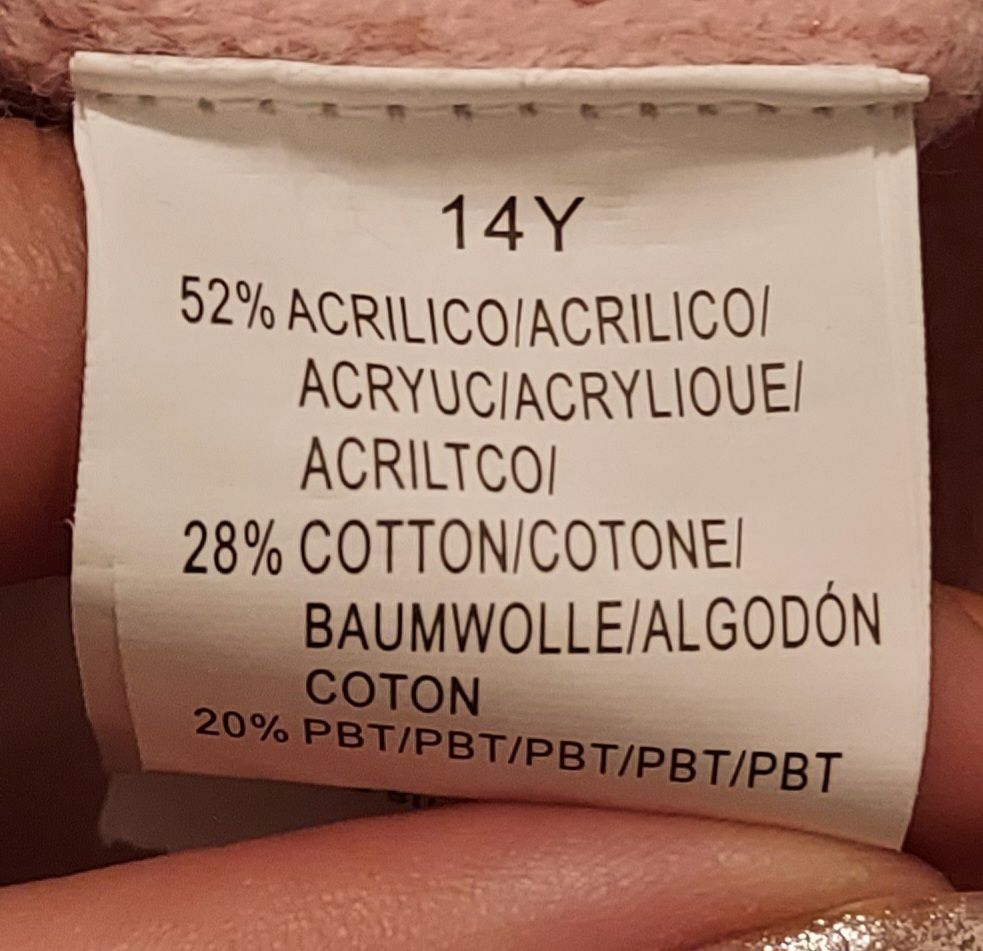 14Y
52% ACRILICO/ACRILICO/
ACRYUC/ACRYLIOUE/
ACRILTCO/
28% COTTON/COTONE/
BAUMWOLLE/ALGODÓN
COTON
20% PBT/PBT/PBT/PBT/PBT